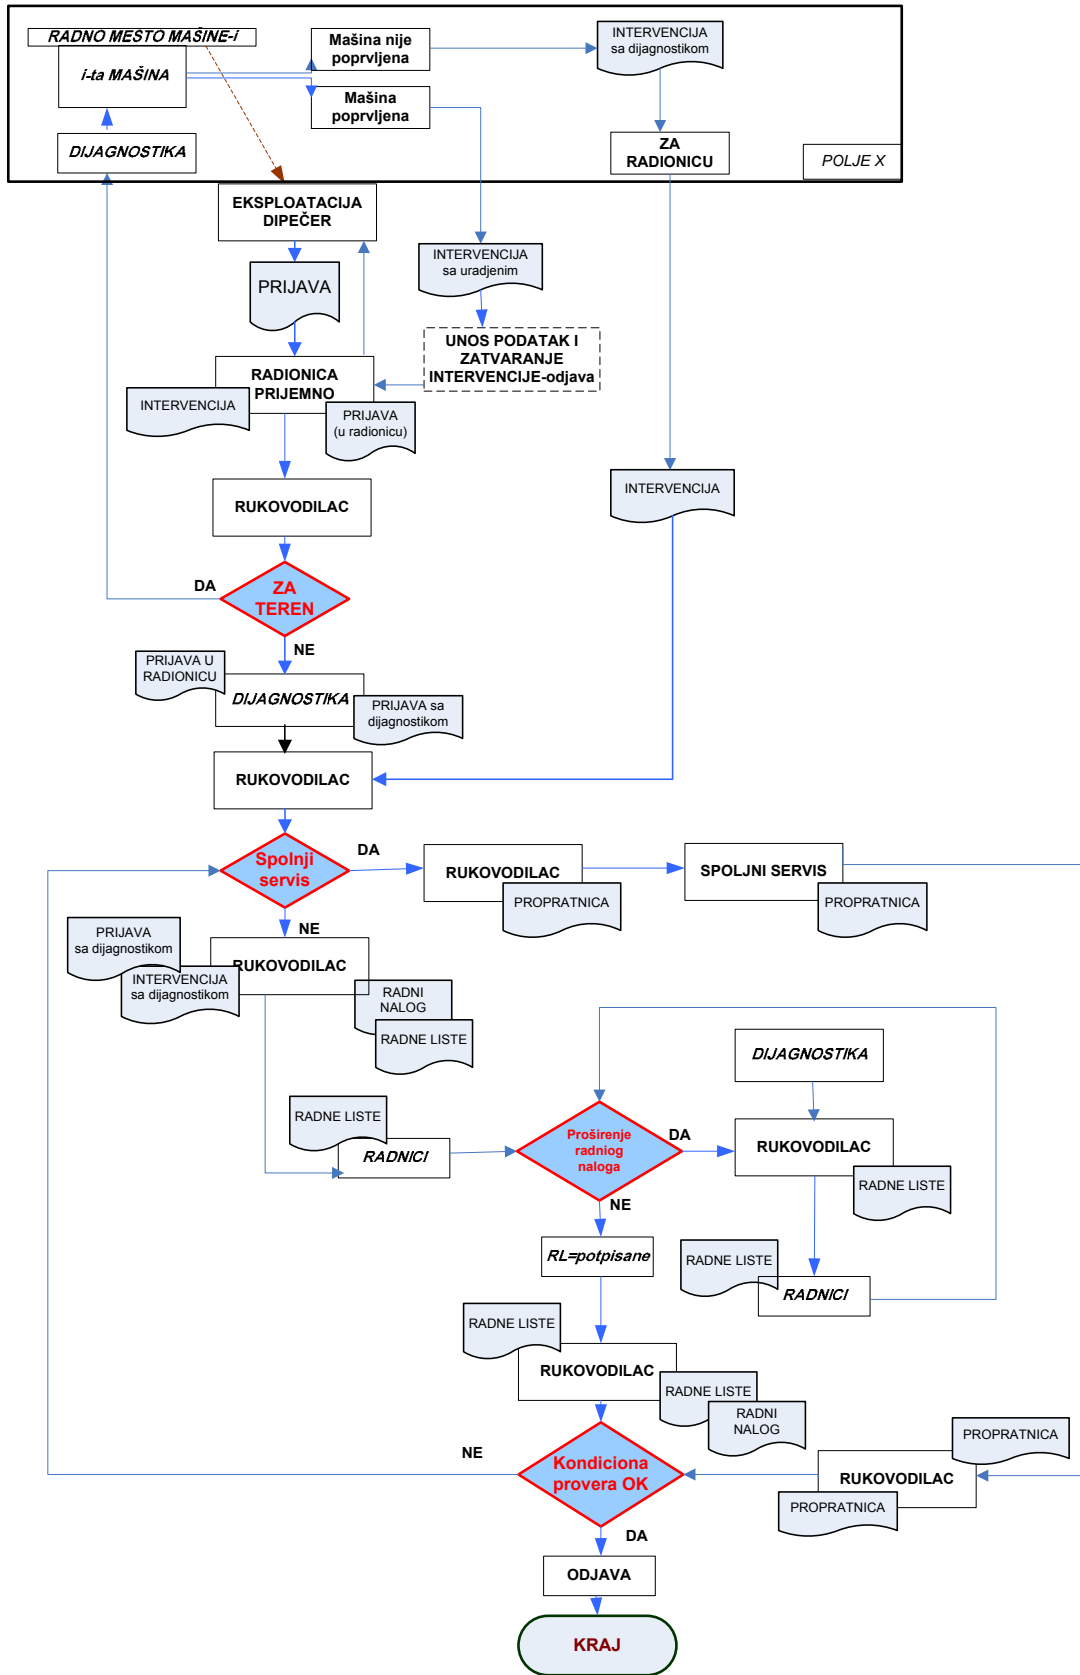 RADNO MESTO MAŠINE-i
i-ta MAŠINA
DIJAGNOSTIKA
Mašina nije
poprvljena
Mašina
poprvljena
INTERVENCIJA
sa dijagnostikom
ZA
RADIONICU
POLJE X
EKSPLOATACIJA
DIPEČER
PRIJAVA
INTERVENCIJA
sa uradjenim
UNOS PODATAK I
ZATVARANJE
INTERVENCIJE-odjava
RADIONICA
PRIJEMNO
INTERVENCIJA
PRIJAVA
(u radionicu)
RUKOVODILAC
INTERVENCIJA
DA
ZA
TEREN
NE
PRIJAVA U
RADIONICU
DIJAGNOSTIKA
PRIJAVA sa
dijagnostikom
RUKOVODILAC
Spolnji
servis
DA
RUKOVODILAC
PROPRATNICA
SPOLJNI SERVIS
PROPRATNICA
NE
PRIJAVA
sa dijagnostikom
RUKOVODILAC
INTERVENCIJA
sa dijagnostikom
RADNI
NALOG
RADNE LISTE
DIJAGNOSTIKA
RADNE LISTE
RADNICI
Proširenje
radniog
naloga
DA
RUKOVODILAC
RADNE LISTE
NE
RL=potpisane
RADNE LISTE
RADNICI
RADNE LISTE
RUKOVODILAC
RADNE LISTE
RADNI
NALOG
NE
Kondiciona
provera OK
PROPRATNICA
RUKOVODILAC
PROPRATNICA
DA
ODJAVA
KRAJ